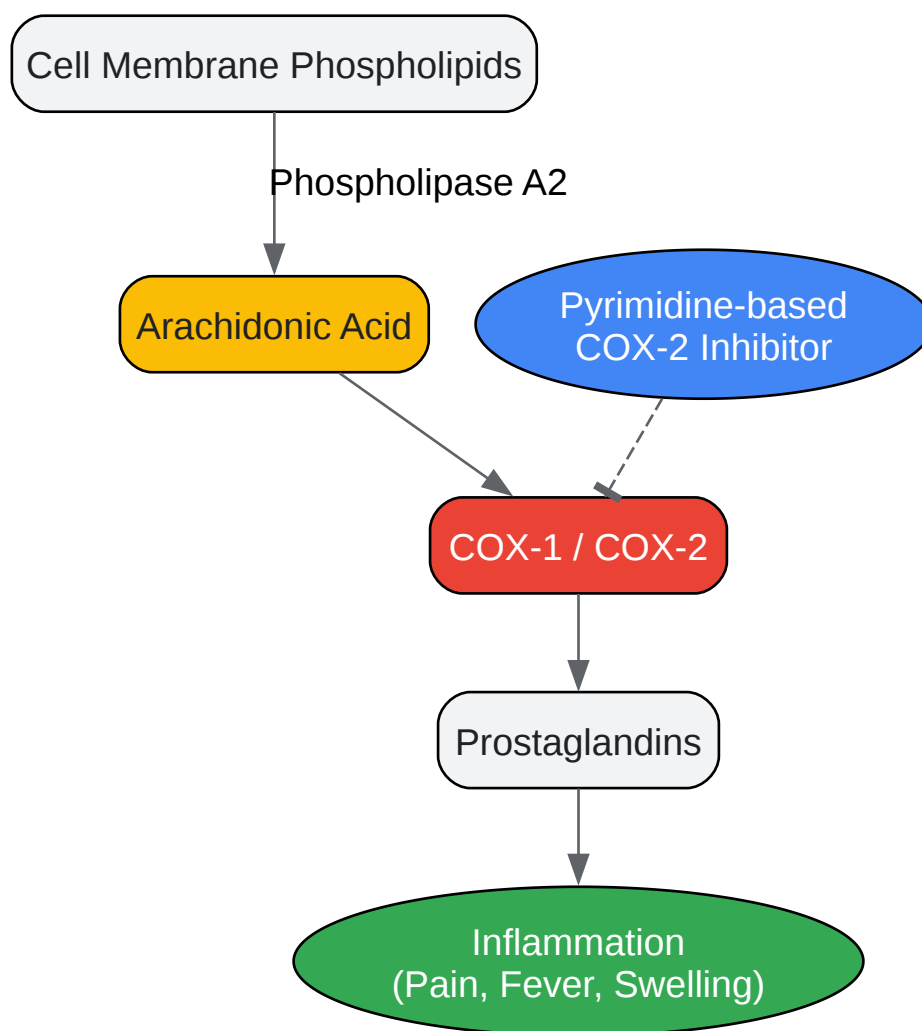 Cell Membrane Phospholipids
Phospholipase A2
Arachidonic Acid
Pyrimidine-based
COX-2 Inhibitor
COX-1 / COX-2
Prostaglandins
Inflammation
(Pain, Fever, Swelling)